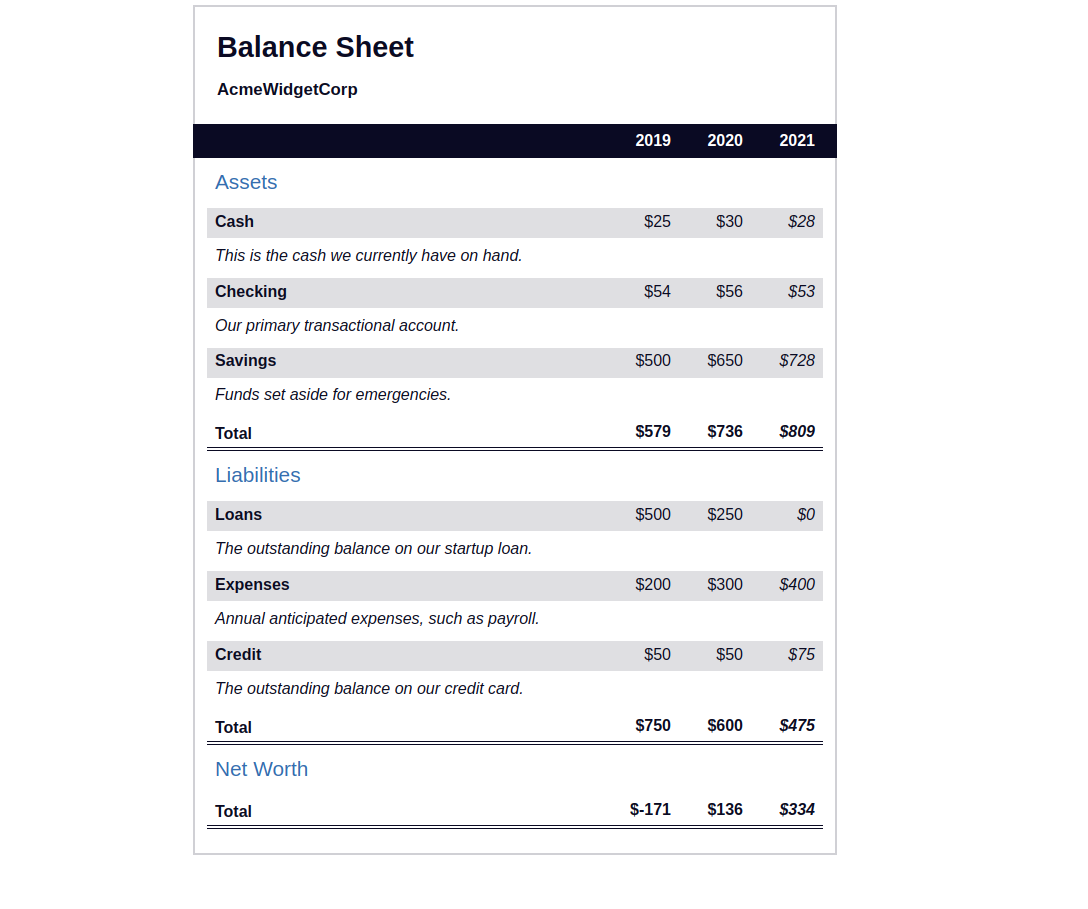 Balance Sheet
AcmeWidgetCorp
2019 2020 2021
Assets
Cash $25 $30 $28
This is the cash we currently have on hand.
Checking $54 $56 $53
Our primary transactional account.
Savings $500 $650 $728
Funds set aside for emergencies.
Total $579 $736 $809
Liabilities
Loans $500 $250 $0
The outstanding balance on our startup loan.
Expenses $200 $300 $400
Annual anticipated expenses, such as payroll.
Credit $50 $50 $75
The outstanding balance on our credit card.
Total $750 $600 $475
Net Worth
Total $-171 $136 $334